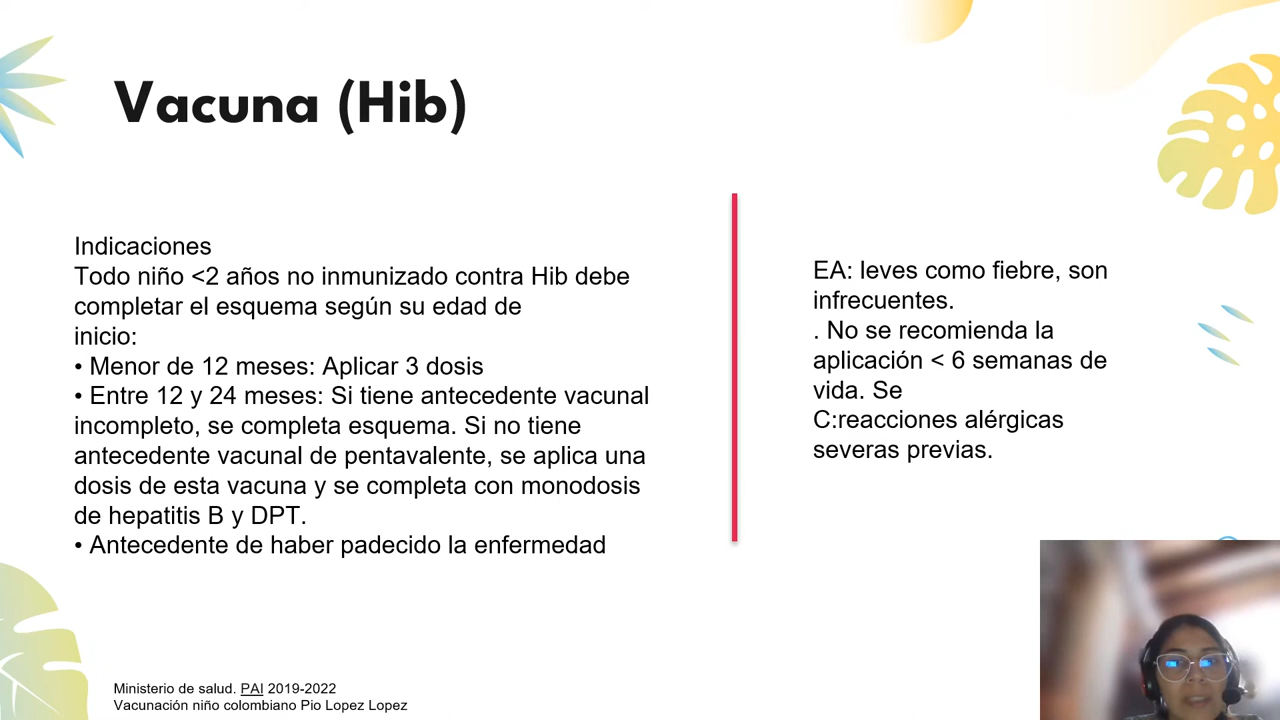 Vacuna (Hib)
Indicaciones
Todo niño <2 años no inmunizado contra Hib debe
completar el esquema según su edad de
inicio:
• Menor de 12 meses: Aplicar 3 dosis
• Entre 12 y 24 meses: Si tiene antecedente vacunal
incompleto, se completa esquema. Si no tiene
antecedente vacunal de pentavalente, se aplica una
dosis de esta vacuna y se completa con monodosis
de hepatitis B y DPT.
• Antecedente de haber padecido la enfermedad
EA: leves como fiebre, son
infrecuentes.
. No se recomienda la
aplicación < 6 semanas de
vida. Se
C:reacciones alérgicas
severas previas.
Ministerio de salud. PAI 2019-2022
Vacunación niño colombiano Pio Lopez Lopez